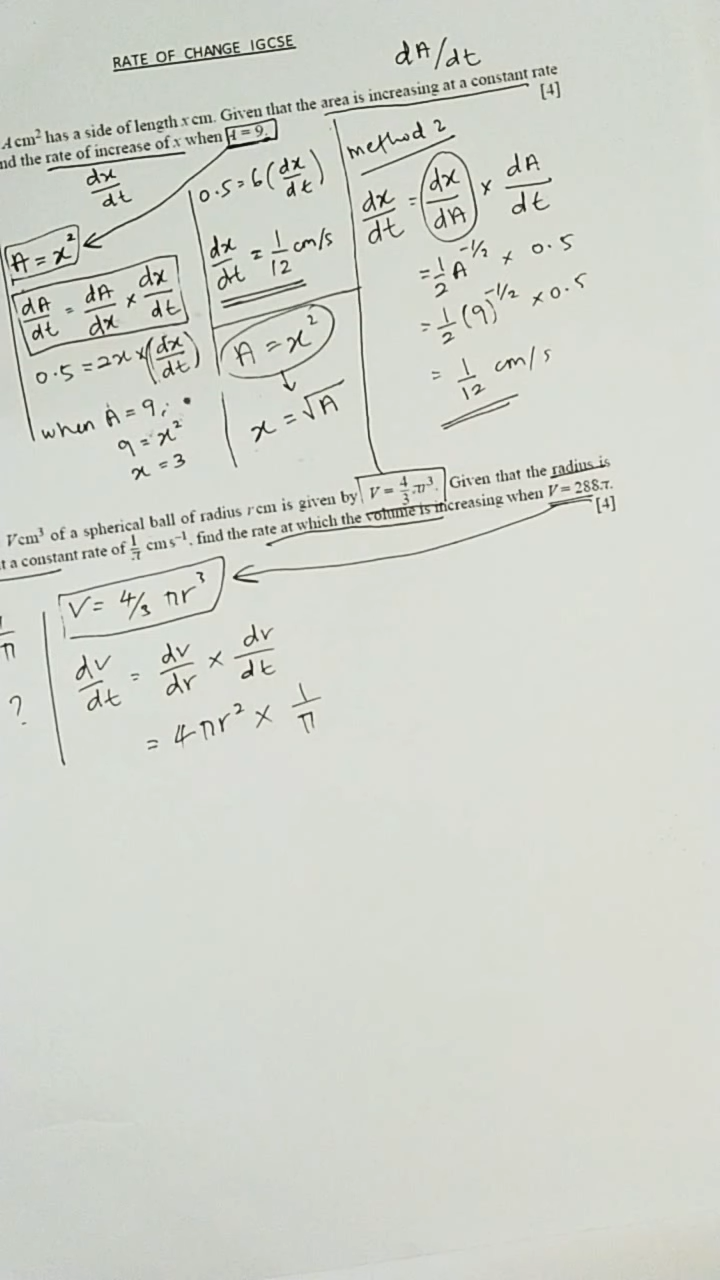 RATE OF CHANGE IGCSE
dA/dt
A cm² has a side of length x cm. Given that the area is increasing at a constant rate
nd the rate of increase of x when A = 9. [4]
dx/dt
A = x²
dA/dt = dA/dx × dx/dt
0.5 = 2x × (dx/dt)
when A = 9,
9 = x²
x = 3
0.5 = 6 (dx/dt)
dx/dt = 1/12 cm/s
A = x²
x = √A
method 2
dx/dt = dx/dA × dA/dt
= 1/2 A^-1/2 × 0.5
= 1/2 (9)^-1/2 × 0.5
= 1/12 cm/s
V cm³ of a spherical ball of radius r cm is given by V = 4/3 πr³. Given that the radius is
t a constant rate of 1/π cm s⁻¹, find the rate at which the volume is increasing when V = 288π.
[4]
π
?
V = 4/3 πr³
dv/dt = dv/dr × dr/dt
= 4πr² × 1/π